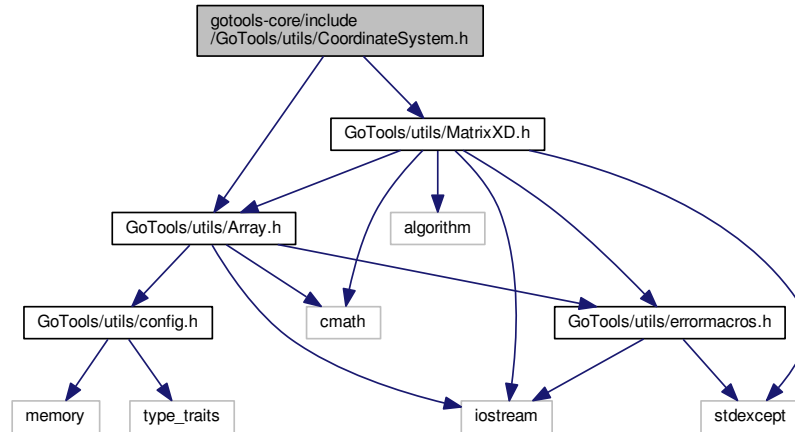 gotools-core/include
/GoTools/utils/CoordinateSystem.h
GoTools/utils/MatrixXD.h
GoTools/utils/Array.h
algorithm
GoTools/utils/config.h
cmath
GoTools/utils/errormacros.h
memory
type_traits
iostream
stdexcept